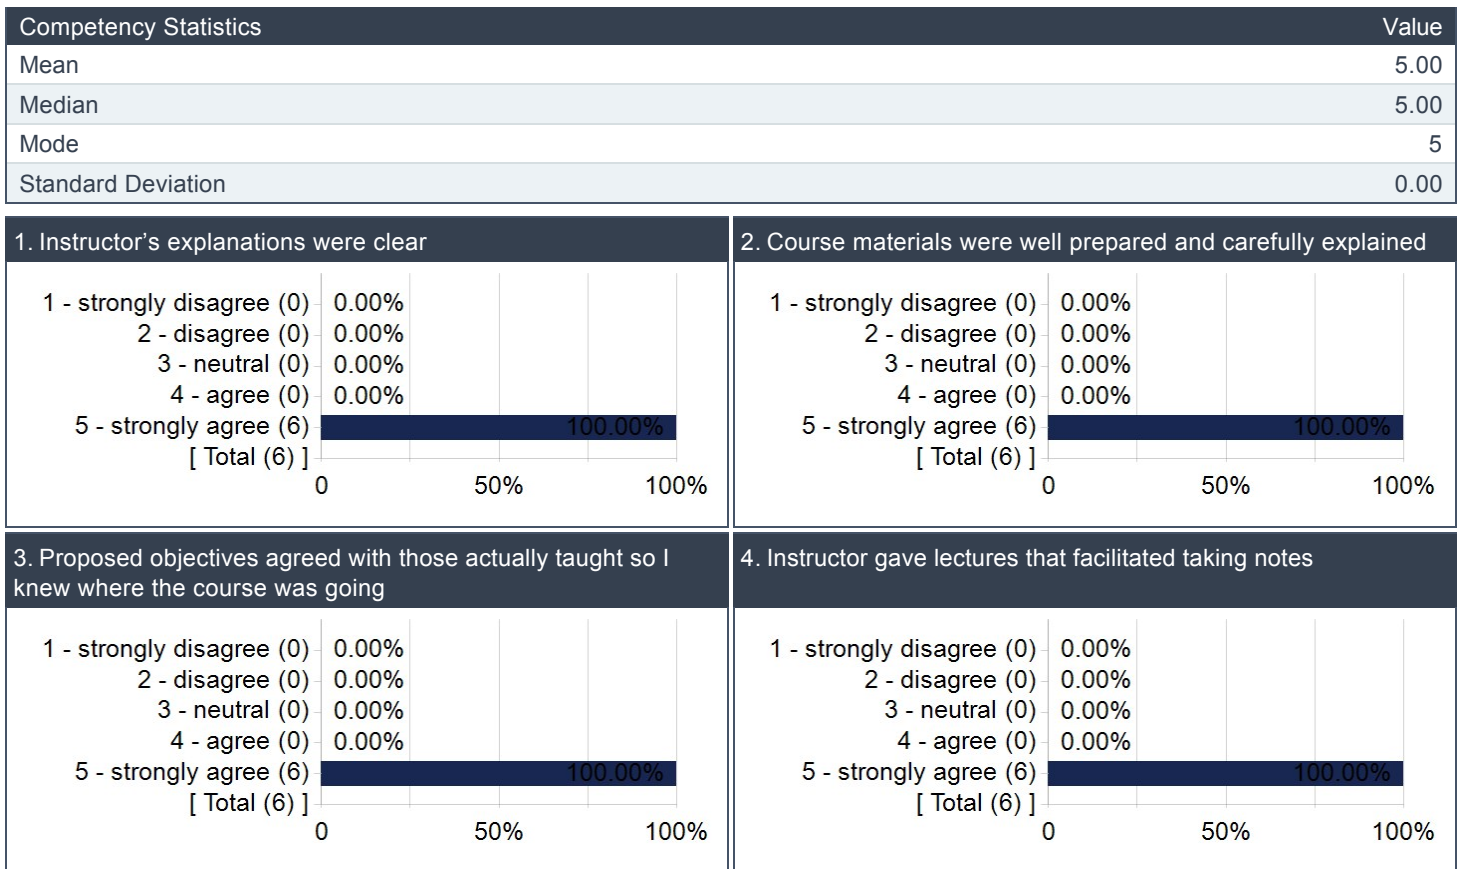 Competency Statistics Value
Mean 5.00
Median 5.00
Mode 5
Standard Deviation 0.00
1. Instructor’s explanations were clear
1 - strongly disagree (0) 0.00%
2 - disagree (0) 0.00%
3 - neutral (0) 0.00%
4 - agree (0) 0.00%
5 - strongly agree (6) 100.00%
[ Total (6) ]
0 50% 100%
2. Course materials were well prepared and carefully explained
1 - strongly disagree (0) 0.00%
2 - disagree (0) 0.00%
3 - neutral (0) 0.00%
4 - agree (0) 0.00%
5 - strongly agree (6) 100.00%
[ Total (6) ]
0 50% 100%
3. Proposed objectives agreed with those actually taught so I
knew where the course was going
1 - strongly disagree (0) 0.00%
2 - disagree (0) 0.00%
3 - neutral (0) 0.00%
4 - agree (0) 0.00%
5 - strongly agree (6) 100.00%
[ Total (6) ]
0 50% 100%
4. Instructor gave lectures that facilitated taking notes
1 - strongly disagree (0) 0.00%
2 - disagree (0) 0.00%
3 - neutral (0) 0.00%
4 - agree (0) 0.00%
5 - strongly agree (6) 100.00%
[ Total (6) ]
0 50% 100%